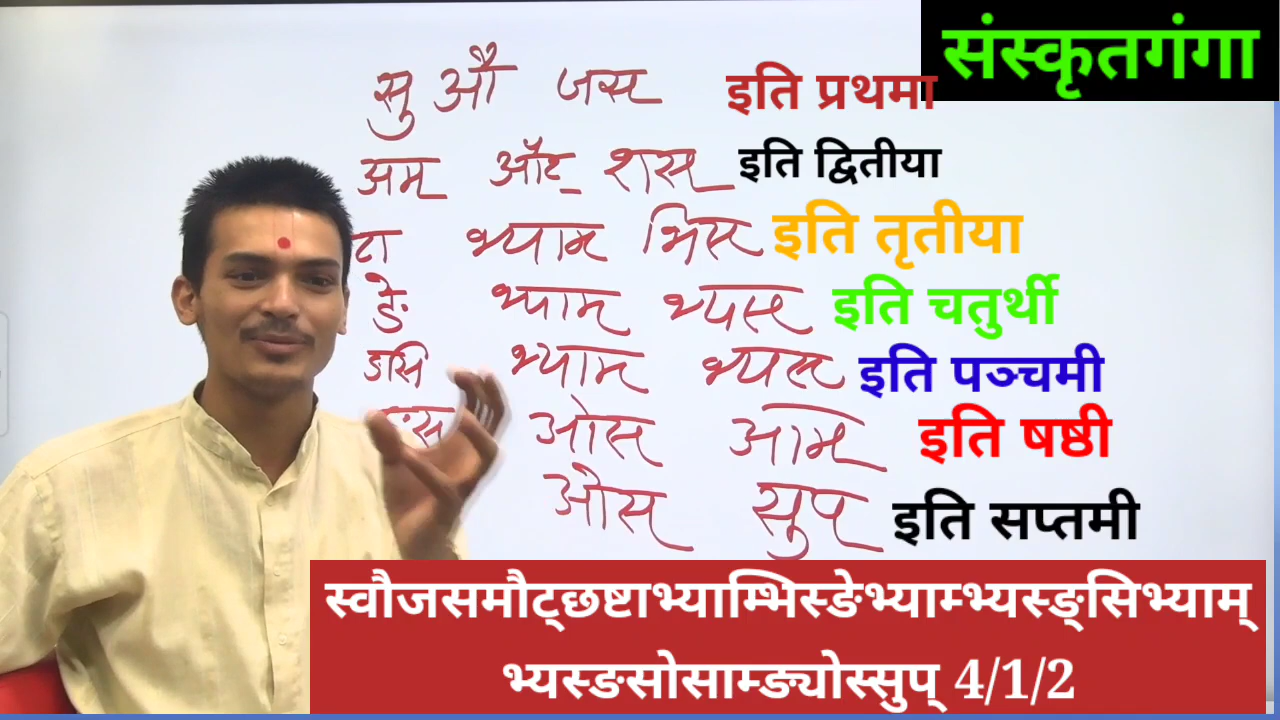 संस्कृतगंगा
सु औ जस् इति प्रथमा
अम् औट् शस् इति द्वितीया
टा भ्याम् भिस् इति तृतीया
ङे भ्याम् भ्यस् इति चतुर्थी
ङसि भ्याम् भ्यस् इति पञ्चमी
ओस् आम् इति षष्ठी
ओस् सुप् इति सप्तमी
स्वौजसमौट्छष्टाभ्याम्भिस्ङेभ्याम्भ्यस्ङ्सिभ्याम्
भ्यस्ङसोसाम्ङ्योस्सुप् 4/1/2